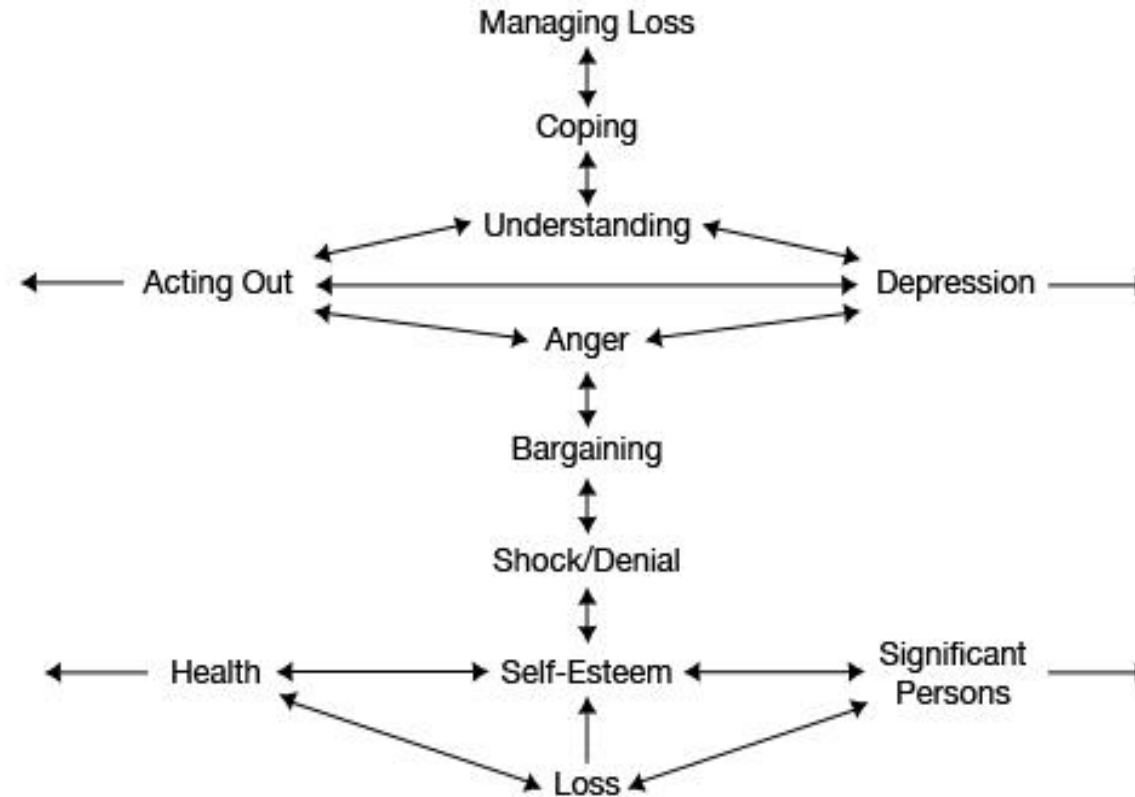 Managing Loss
Coping
Understanding
Acting Out
Depression
Anger
Bargaining
Shock/Denial
Health
Self-Esteem
Significant
Persons
Loss